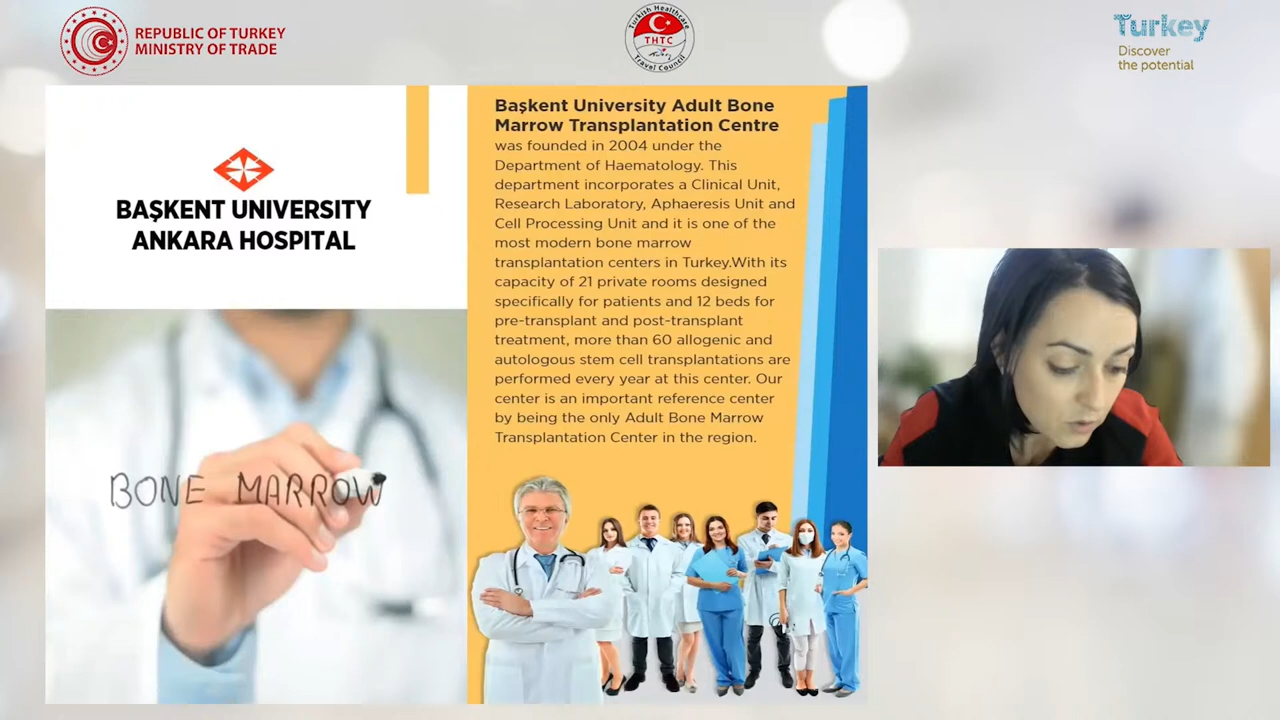 REPUBLIC OF TURKEY
MINISTRY OF TRADE
Turkish Healthcare
THTC
Travel Council
Turkey
Discover
the potential
BAŞKENT UNIVERSITY
ANKARA HOSPITAL
BONE MARROW
Başkent University Adult Bone
Marrow Transplantation Centre
was founded in 2004 under the
Department of Haematology. This
department incorporates a Clinical Unit,
Research Laboratory, Aphaeresis Unit and
Cell Processing Unit and it is one of the
most modern bone marrow
transplantation centers in Turkey.With its
capacity of 21 private rooms designed
specifically for patients and 12 beds for
pre-transplant and post-transplant
treatment, more than 60 allogenic and
autologous stem cell transplantations are
performed every year at this center. Our
center is an important reference center
by being the only Adult Bone Marrow
Transplantation Center in the region.